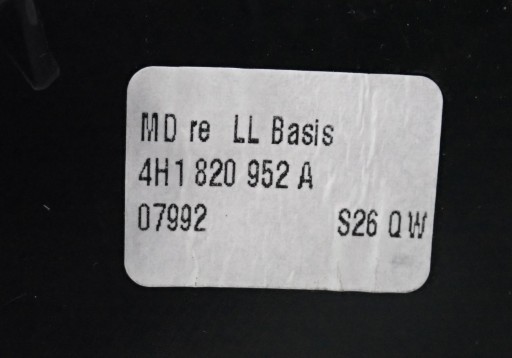 MD re LL Basis
4H1 820 952 A
07992 S26 QW